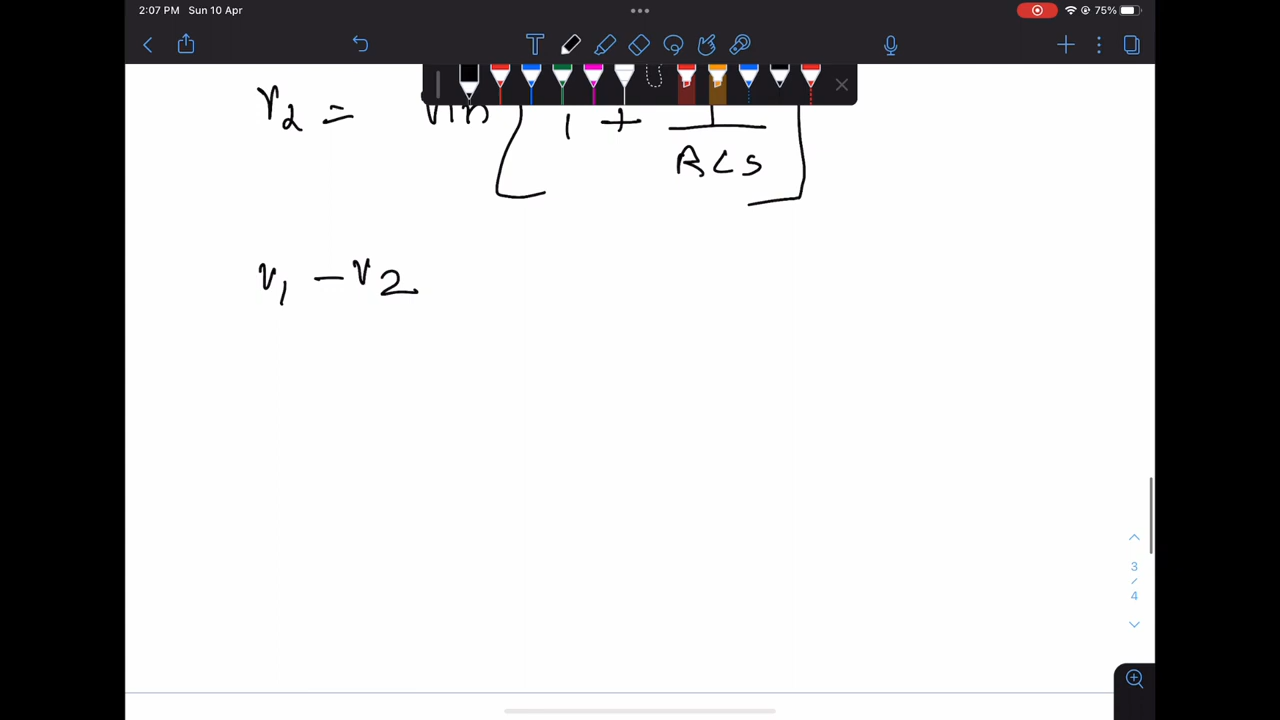 2:07 PM Sun 10 Apr
75%
T
V2 = Vin [ 1 + 1 / RCS ]
V1 - V2
3
/
4